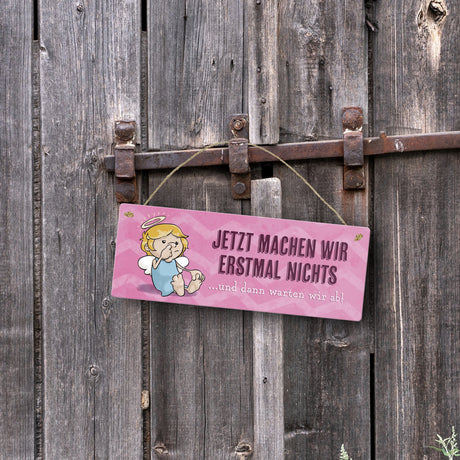 JETZT MACHEN WIR
ERSTMAL NICHTS
...und dann warten wir ab!